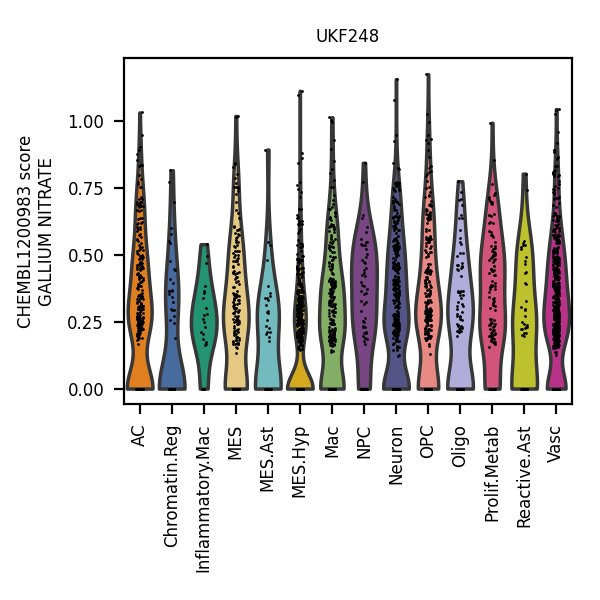 UKF248
CHEMBL1200983 score
GALLIUM NITRATE
1.00
0.75
0.50
0.25
0.00
AC
Chromatin.Reg
Inflammatory.Mac
MES
MES.Ast
MES.Hyp
Mac
NPC
Neuron
OPC
Oligo
Prolif.Metab
Reactive.Ast
Vasc